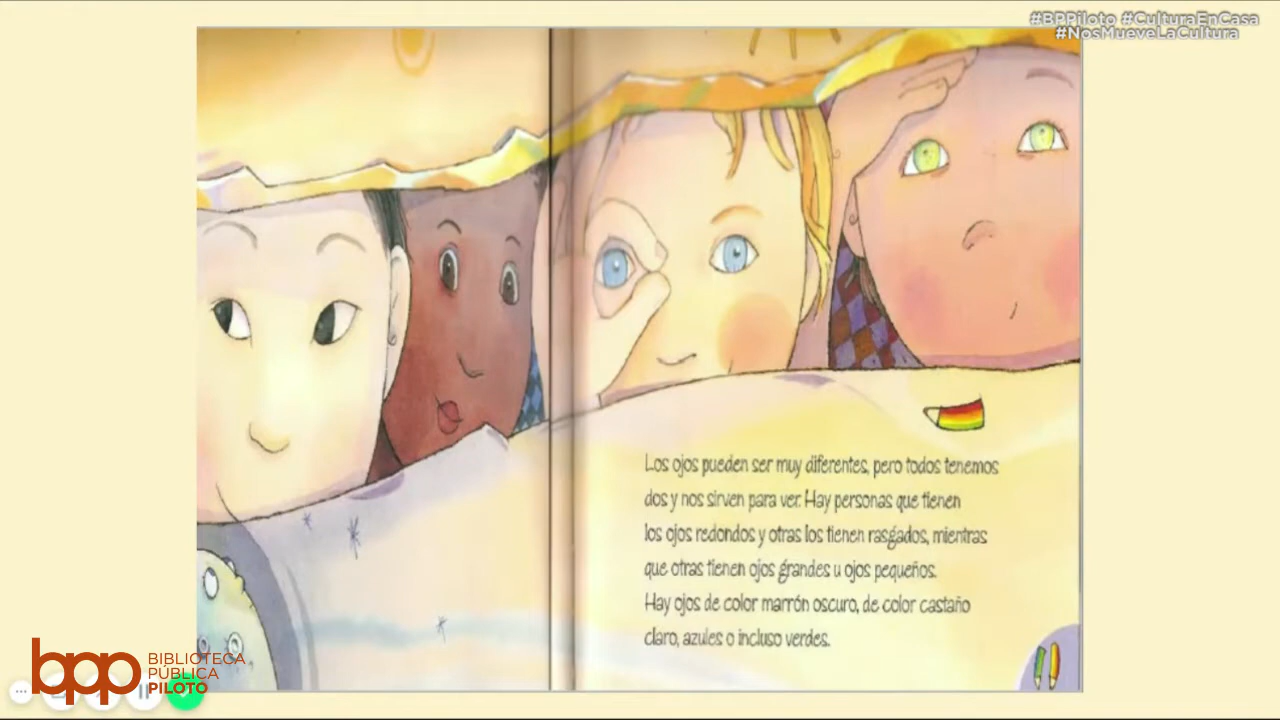 #BPPiloto #CulturaEnCasa
#NosMueveLaCultura
Los ojos pueden ser muy diferentes, pero todos tenemos
dos y nos sirven para ver. Hay personas que tienen
los ojos redondos y otras los tienen rasgados, mientras
que otras tienen ojos grandes u ojos pequeños.
Hay ojos de color marrón oscuro, de color castaño
claro, azules o incluso verdes.
bpp BIBLIOTECA
PÚBLICA
PILOTO